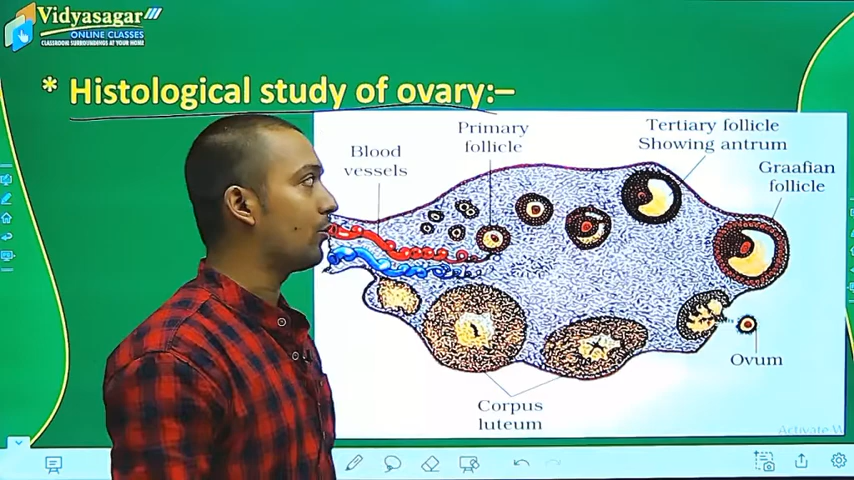 Vidyasagar
ONLINE CLASSES
CLASSROOM SURROUNDINGS AT YOUR HOME
* Histological study of ovary:–
Blood
vessels
Primary
follicle
Tertiary follicle
Showing antrum
Graafian
follicle
Ovum
Corpus
luteum
Activate W